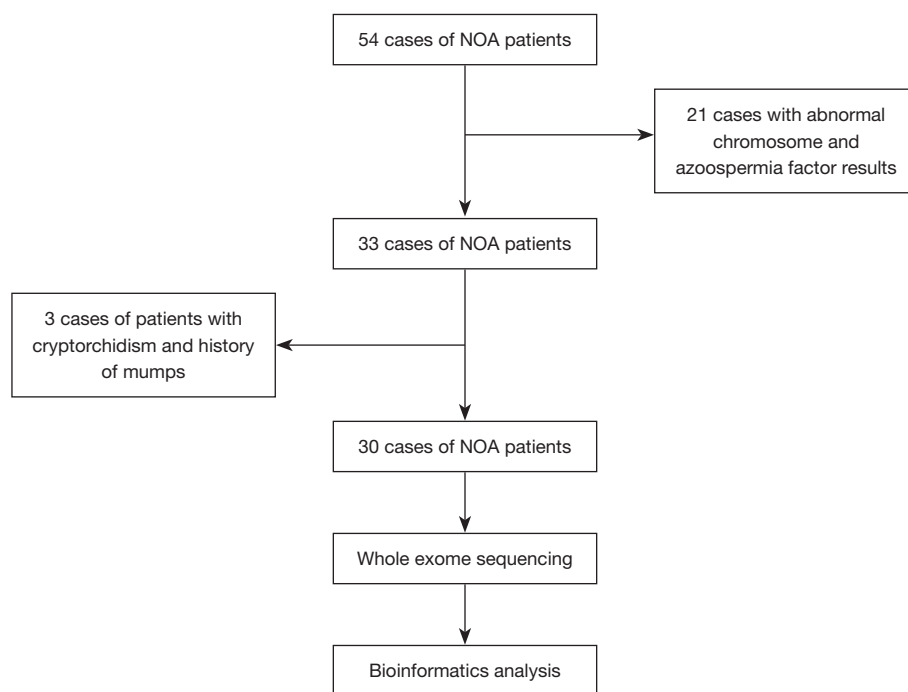 54 cases of NOA patients
21 cases with abnormal
chromosome and
azoospermia factor results
33 cases of NOA patients
3 cases of patients with
cryptorchidism and history
of mumps
30 cases of NOA patients
Whole exome sequencing
Bioinformatics analysis